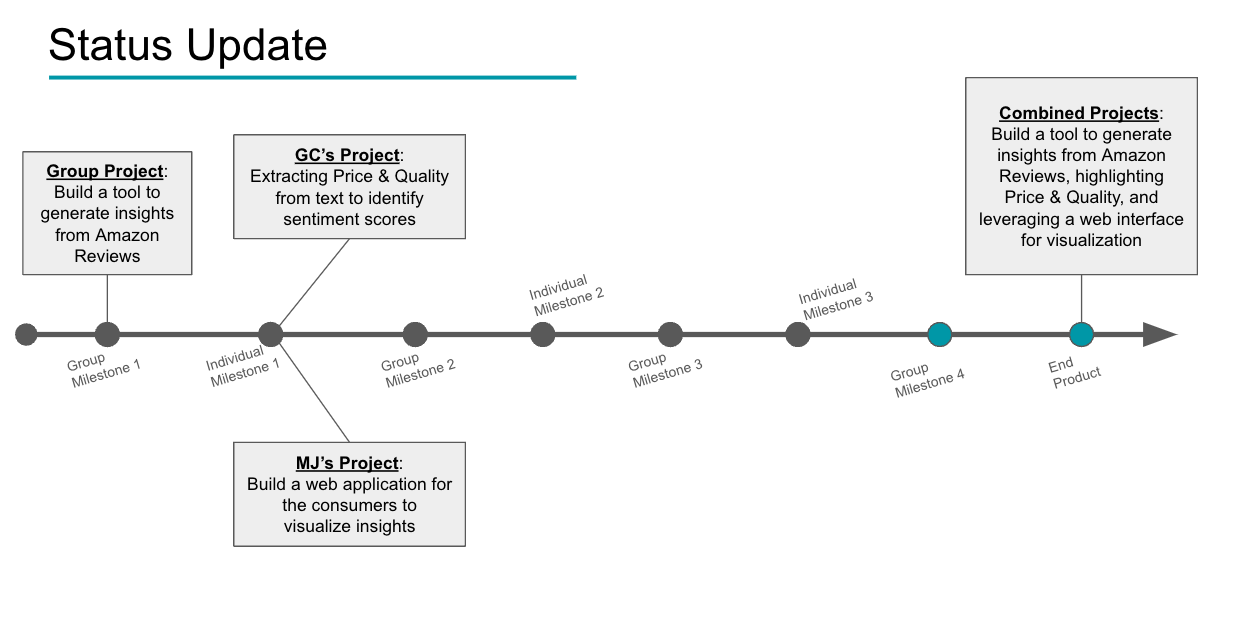 Status Update
Group Project:
Build a tool to
generate insights
from Amazon
Reviews
GC’s Project:
Extracting Price & Quality
from text to identify
sentiment scores
Combined Projects:
Build a tool to generate
insights from Amazon
Reviews, highlighting
Price & Quality, and
leveraging a web interface
for visualization
Group
Milestone 1
Individual
Milestone 1
Group
Milestone 2
Individual
Milestone 2
Group
Milestone 3
Individual
Milestone 3
Group
Milestone 4
End
Product
MJ’s Project:
Build a web application for
the consumers to
visualize insights